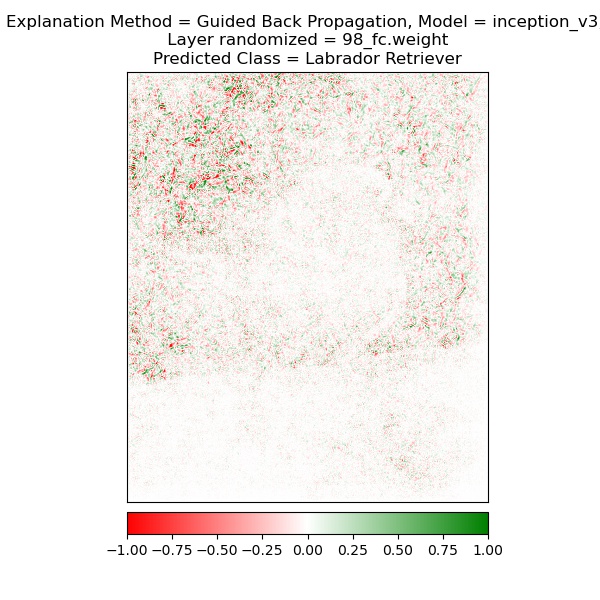 Explanation Method = Guided Back Propagation, Model = inception_v3
Layer randomized = 98_fc.weight
Predicted Class = Labrador Retriever
−1.00 −0.75 −0.50 −0.25 0.00 0.25 0.50 0.75 1.00